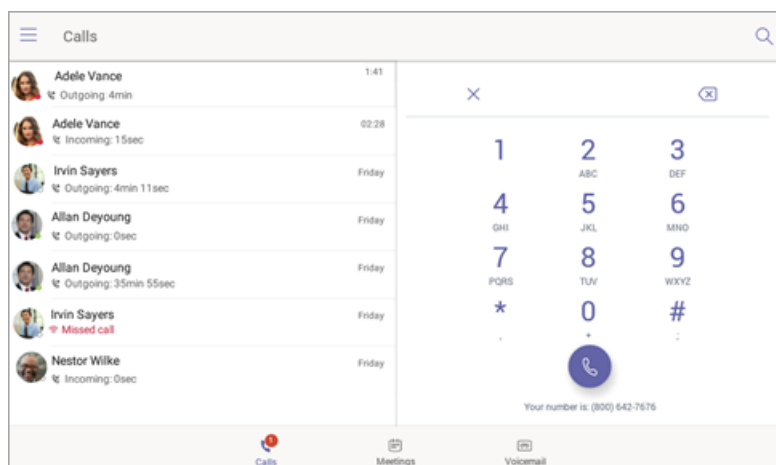 Calls
Adele Vance
1:41
Outgoing: 4min
Adele Vance
02:28
Incoming: 15sec
Irvin Sayers
Friday
Outgoing: 4min 11sec
Allan Deyoung
Friday
Outgoing: 0sec
Allan Deyoung
Friday
Outgoing: 35min 55sec
Irvin Sayers
Friday
Missed call
Nestor Wilke
Friday
Incoming: 0sec
1 2 3
ABC DEF
4 5 6
GHI JKL MNO
7 8 9
PQRS TUV WXYZ
* 0 #
, + ;
Your number is: (800) 642-7676
1
Calls Meetings Voicemail